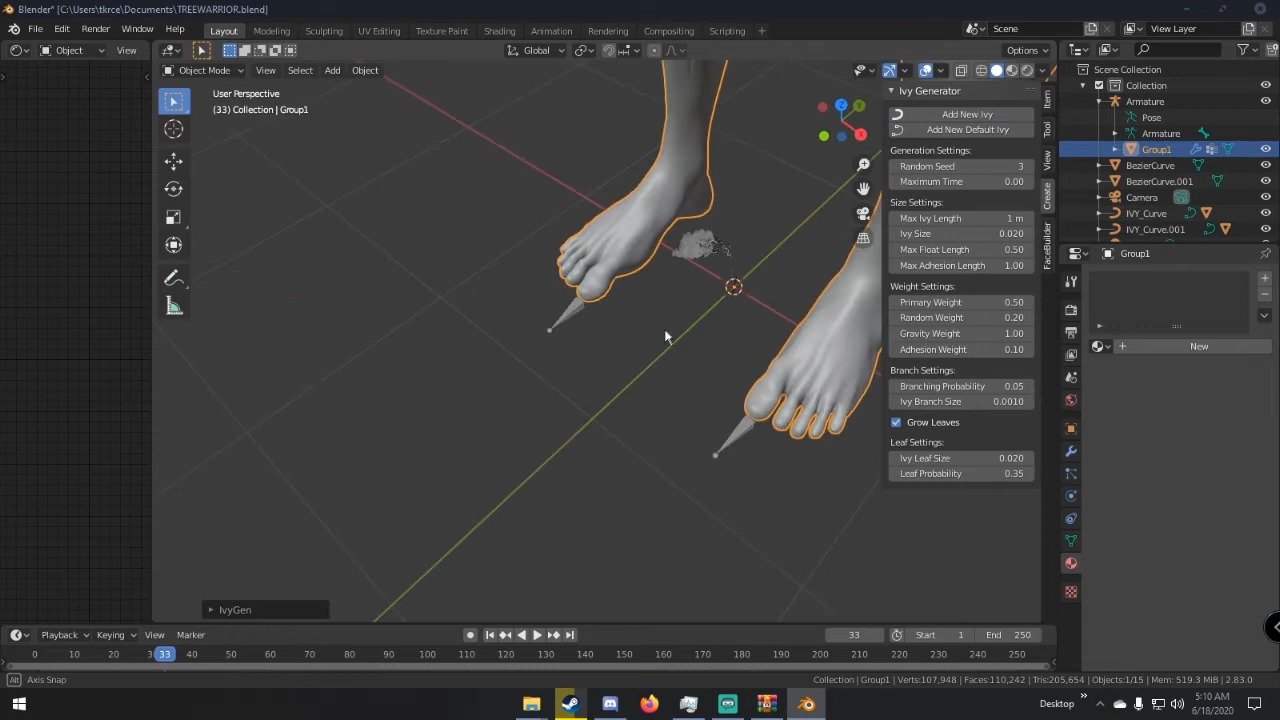 Blender* [C:\Users\tkrce\Documents\TREEWARRIOR.blend]
File Edit Render Window Help
Layout Modeling Sculpting UV Editing Texture Paint Shading Animation Rendering Compositing Scripting +
Scene
View Layer
Object View
Global
Options
Object Mode View Select Add Object
User Perspective
(33) Collection | Group1
Z
Y
X
Ivy Generator
Add New Ivy
Add New Default Ivy
Generation Settings:
Random Seed 3
Maximum Time 0.00
Size Settings:
Max Ivy Length 1 m
Ivy Size 0.020
Max Float Length 0.50
Max Adhesion Length 1.00
Weight Settings:
Primary Weight 0.50
Random Weight 0.20
Gravity Weight 1.00
Adhesion Weight 0.10
Branch Settings:
Branching Probability 0.05
Ivy Branch Size 0.0010
Grow Leaves
Leaf Settings:
Ivy Leaf Size 0.020
Leaf Probability 0.35
Item
Tool
View
Create
FaceBuilder
Scene Collection
Collection
Armature
Pose
Armature
Group1
BezierCurve
BezierCurve.001
Camera
IVY_Curve
IVY_Curve.001
Group1
New
IvyGen
Playback Keying View Marker
33
Start 1 End 250
0 10 20 33 40 50 60 70 80 90 100 110 120 130 140 150 160 170 180 190 200 210 220 230 240 250
Alt Axis Snap
Collection | Group1 | Verts:107,948 | Faces:110,242 | Tris:205,654 | Objects:1/15 | Mem: 519.3 MiB | 2.83.0
Desktop
5:10 AM
6/18/2020